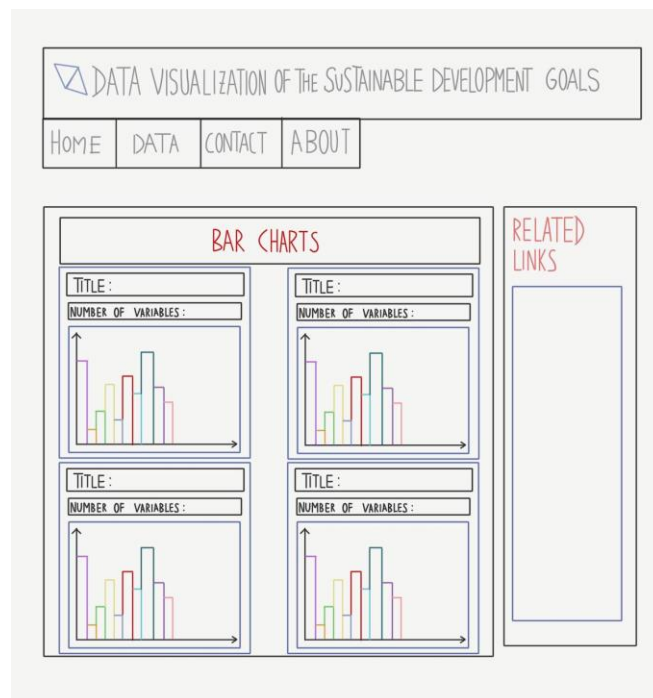 DATA VISUALIZATION OF THE SUSTAINABLE DEVELOPMENT GOALS
HOME DATA CONTACT ABOUT
BAR CHARTS
TITLE:
NUMBER OF VARIABLES:
TITLE:
NUMBER OF VARIABLES:
TITLE:
NUMBER OF VARIABLES:
TITLE:
NUMBER OF VARIABLES:
RELATED
LINKS